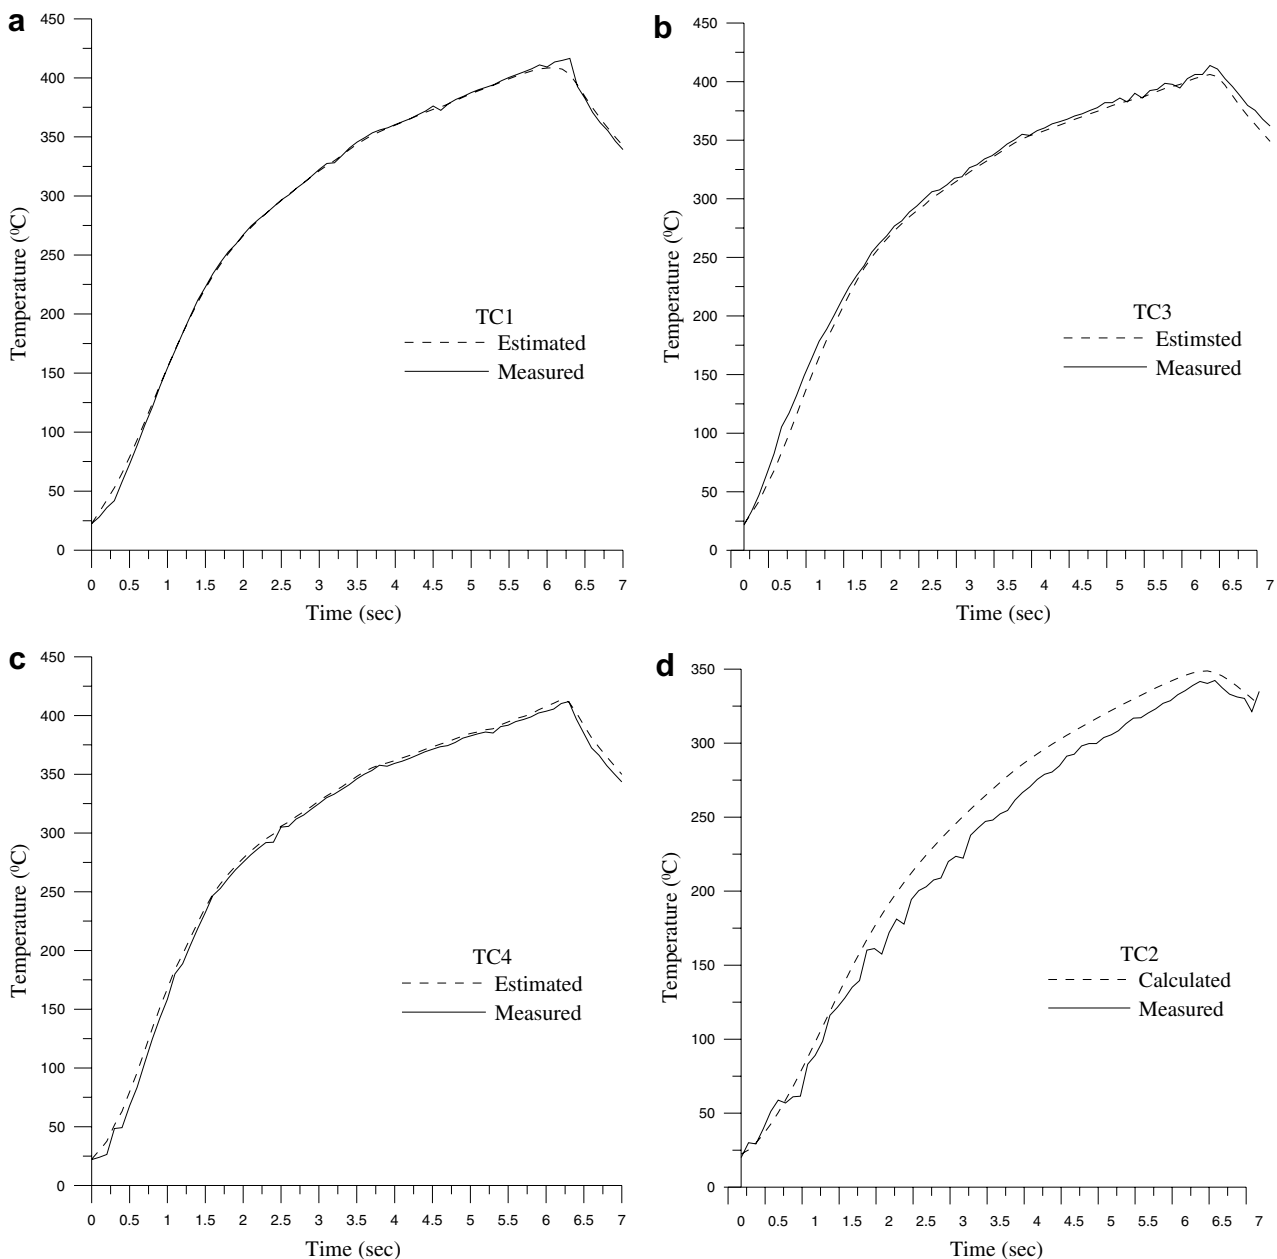 a
450
400
350
300
250
200
150
100
50
0
Temperature (⁰C)
TC1
Estimated
Measured
0 0.5 1 1.5 2 2.5 3 3.5 4 4.5 5 5.5 6 6.5 7
Time (sec)
b
450
400
350
300
250
200
150
100
50
0
Temperature (⁰C)
TC3
Estimsted
Measured
0 0.5 1 1.5 2 2.5 3 3.5 4 4.5 5 5.5 6 6.5 7
Time (sec)
c
450
400
350
300
250
200
150
100
50
0
Temperature (⁰C)
TC4
Estimated
Measured
0 0.5 1 1.5 2 2.5 3 3.5 4 4.5 5 5.5 6 6.5 7
Time (sec)
d
350
300
250
200
150
100
50
0
Temperature (⁰C)
TC2
Calculated
Measured
0 0.5 1 1.5 2 2.5 3 3.5 4 4.5 5 5.5 6 6.5 7
Time (sec)